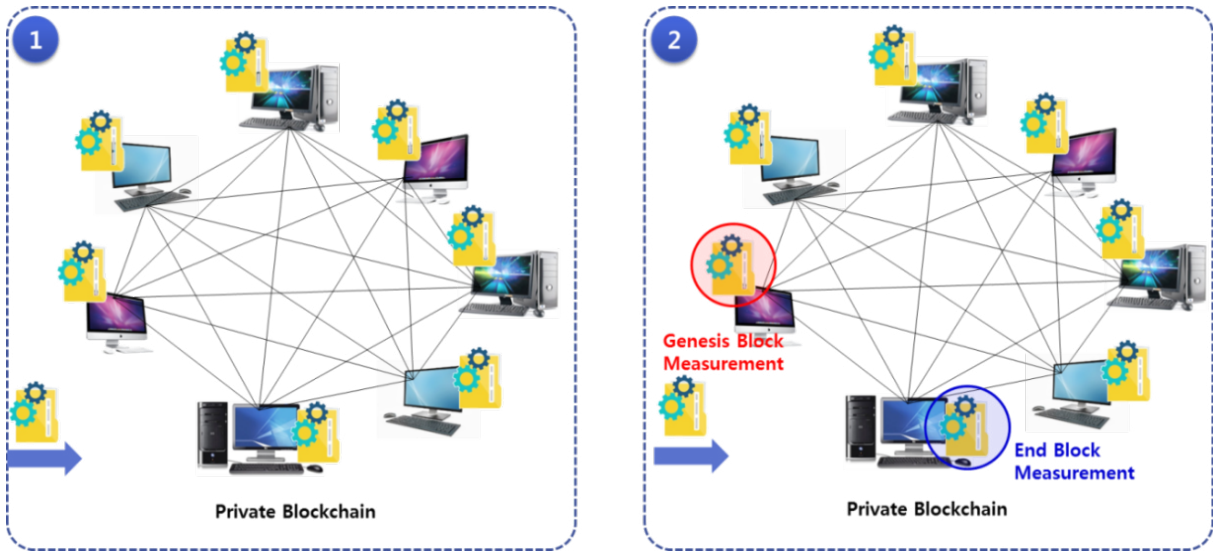 1
Private Blockchain
2
Genesis Block
Measurement
End Block
Measurement
Private Blockchain